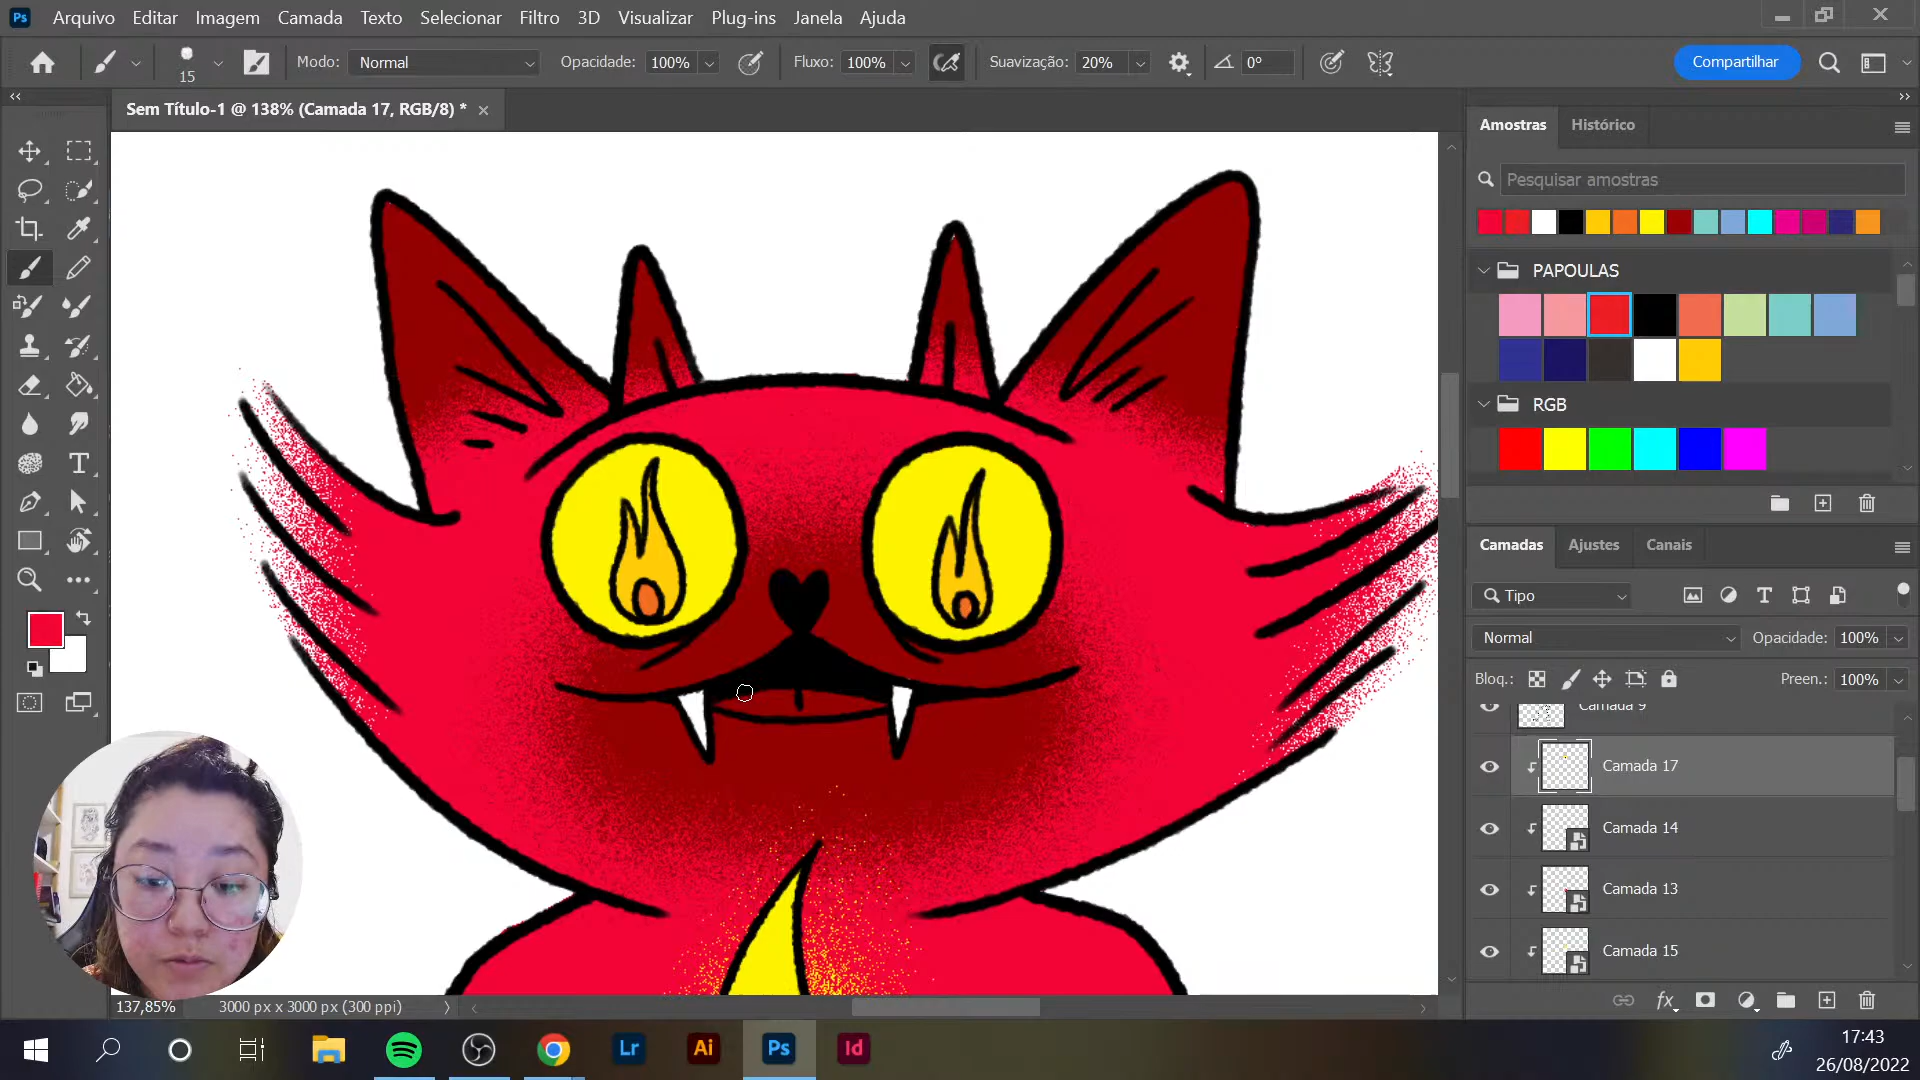 Ps Arquivo Editar Imagem Camada Texto Selecionar Filtro 3D Visualizar Plug-ins Janela Ajuda
15 Modo: Normal Opacidade: 100% Fluxo: 100% Suavização: 20% 0° Compartilhar
Sem Título-1 @ 138% (Camada 17, RGB/8) *
Amostras Histórico
Pesquisar amostras
PAPOULAS
RGB
Camadas Ajustes Canais
Tipo
Normal Opacidade: 100%
Bloq.: Preen.: 100%
Camada 9
Camada 17
Camada 14
Camada 13
Camada 15
137,85% 3000 px x 3000 px (300 ppi)
Lr Ai Ps Id
17:43
26/08/2022